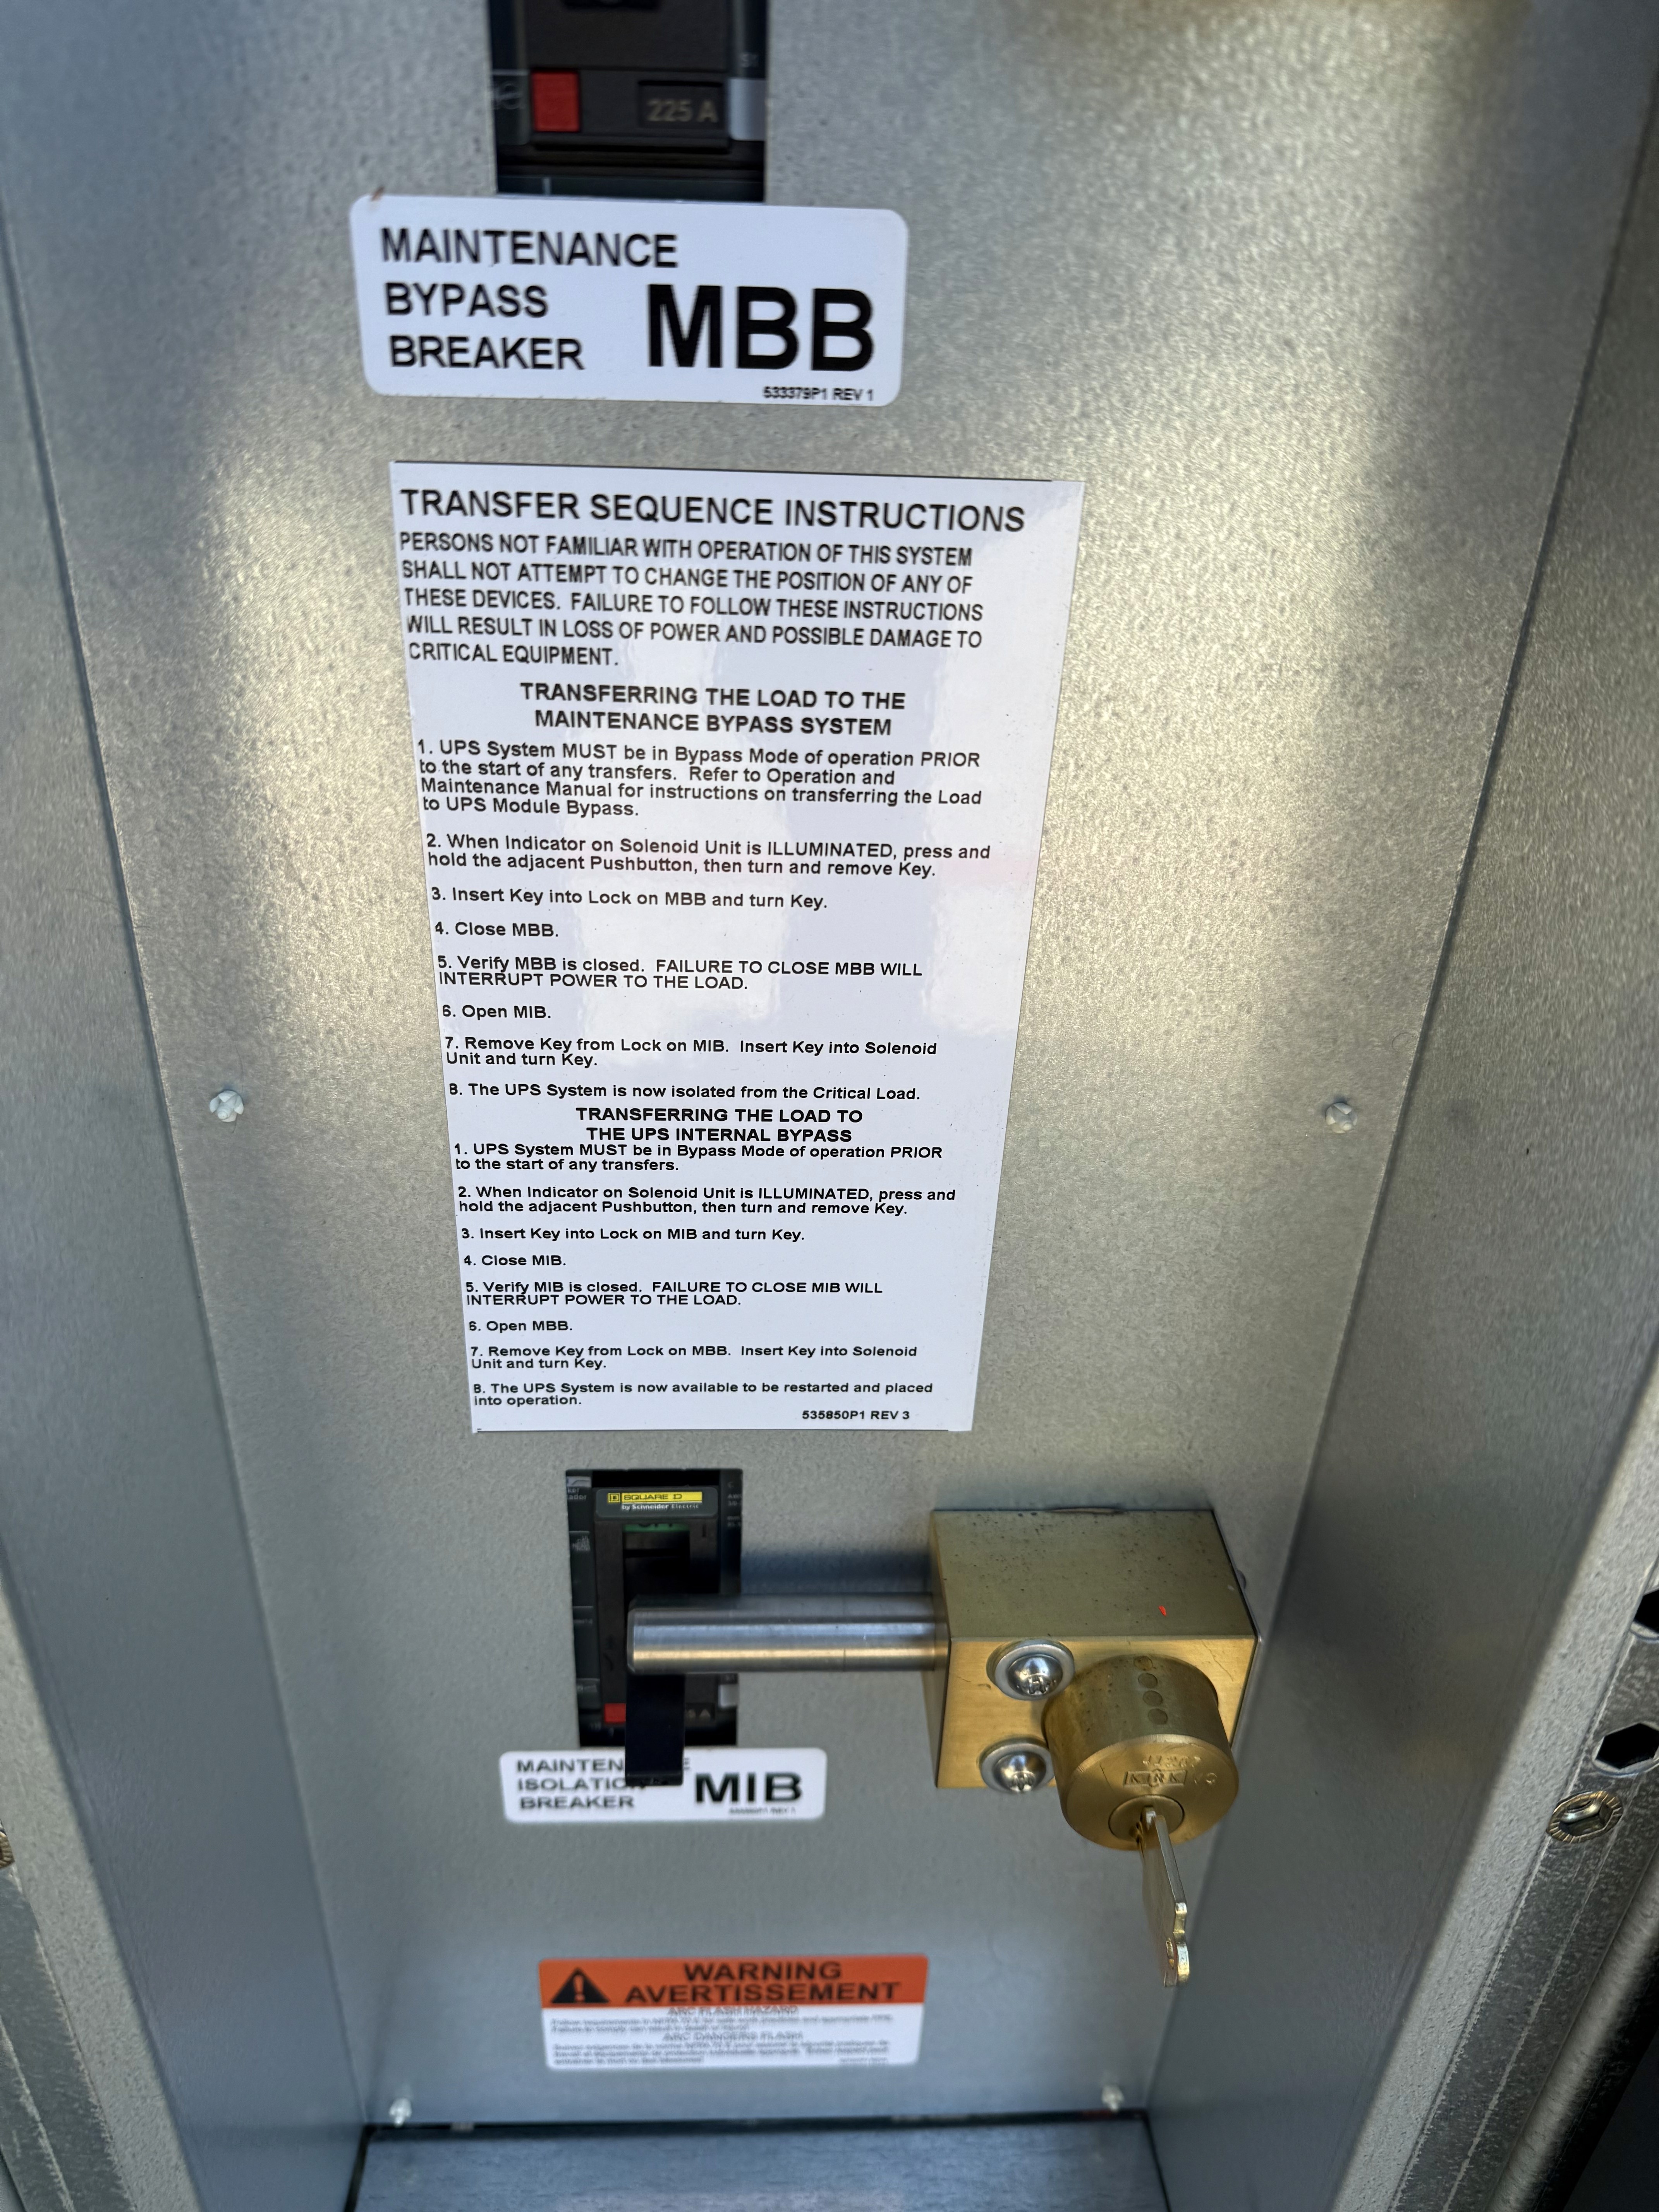 225 A
MAINTENANCE
BYPASS
BREAKER
MBB
533379P1 REV 1
TRANSFER SEQUENCE INSTRUCTIONS
PERSONS NOT FAMILIAR WITH OPERATION OF THIS SYSTEM
SHALL NOT ATTEMPT TO CHANGE THE POSITION OF ANY OF
THESE DEVICES. FAILURE TO FOLLOW THESE INSTRUCTIONS
WILL RESULT IN LOSS OF POWER AND POSSIBLE DAMAGE TO
CRITICAL EQUIPMENT.
TRANSFERRING THE LOAD TO THE
MAINTENANCE BYPASS SYSTEM
1. UPS System MUST be in Bypass Mode of operation PRIOR
to the start of any transfers. Refer to Operation and
Maintenance Manual for instructions on transferring the Load
to UPS Module Bypass.
2. When Indicator on Solenoid Unit is ILLUMINATED, press and
hold the adjacent Pushbutton, then turn and remove Key.
3. Insert Key into Lock on MBB and turn Key.
4. Close MBB.
5. Verify MBB is closed. FAILURE TO CLOSE MBB WILL
INTERRUPT POWER TO THE LOAD.
6. Open MIB.
7. Remove Key from Lock on MIB. Insert Key into Solenoid
Unit and turn Key.
8. The UPS System is now isolated from the Critical Load.
TRANSFERRING THE LOAD TO
THE UPS INTERNAL BYPASS
1. UPS System MUST be in Bypass Mode of operation PRIOR
to the start of any transfers.
2. When Indicator on Solenoid Unit is ILLUMINATED, press and
hold the adjacent Pushbutton, then turn and remove Key.
3. Insert Key into Lock on MIB and turn Key.
4. Close MIB.
5. Verify MIB is closed. FAILURE TO CLOSE MIB WILL
INTERRUPT POWER TO THE LOAD.
6. Open MBB.
7. Remove Key from Lock on MBB. Insert Key into Solenoid
Unit and turn Key.
8. The UPS System is now available to be restarted and placed
into operation.
535850P1 REV 3
SQUARE D
by Schneider Electric
MAINTEN E
ISOLATIO
BREAKER
MIB
KIRK
WARNING
AVERTISSEMENT
ARC FLASH HAZARD